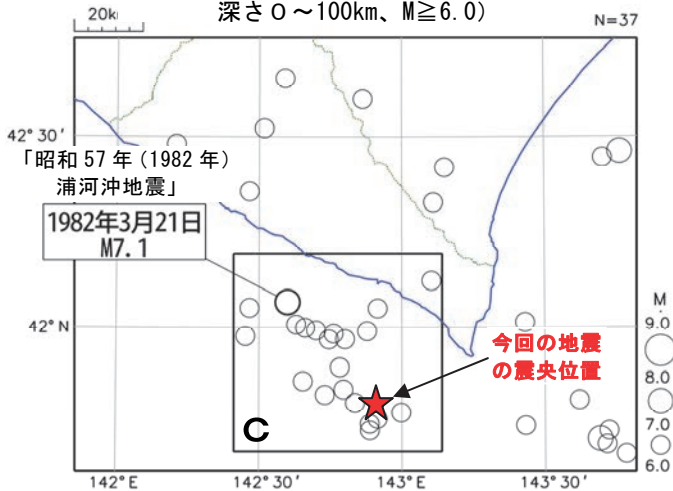 深さ０～100km、M≧6.0）
20k
N=37
42°30′
「昭和57年（1982年）
浦河沖地震」
1982年3月21日
M7.1
42°N
今回の地震
の震央位置
C
M
9.0
8.0
7.0
6.0
142°E
142°30′
143°E
143°30′